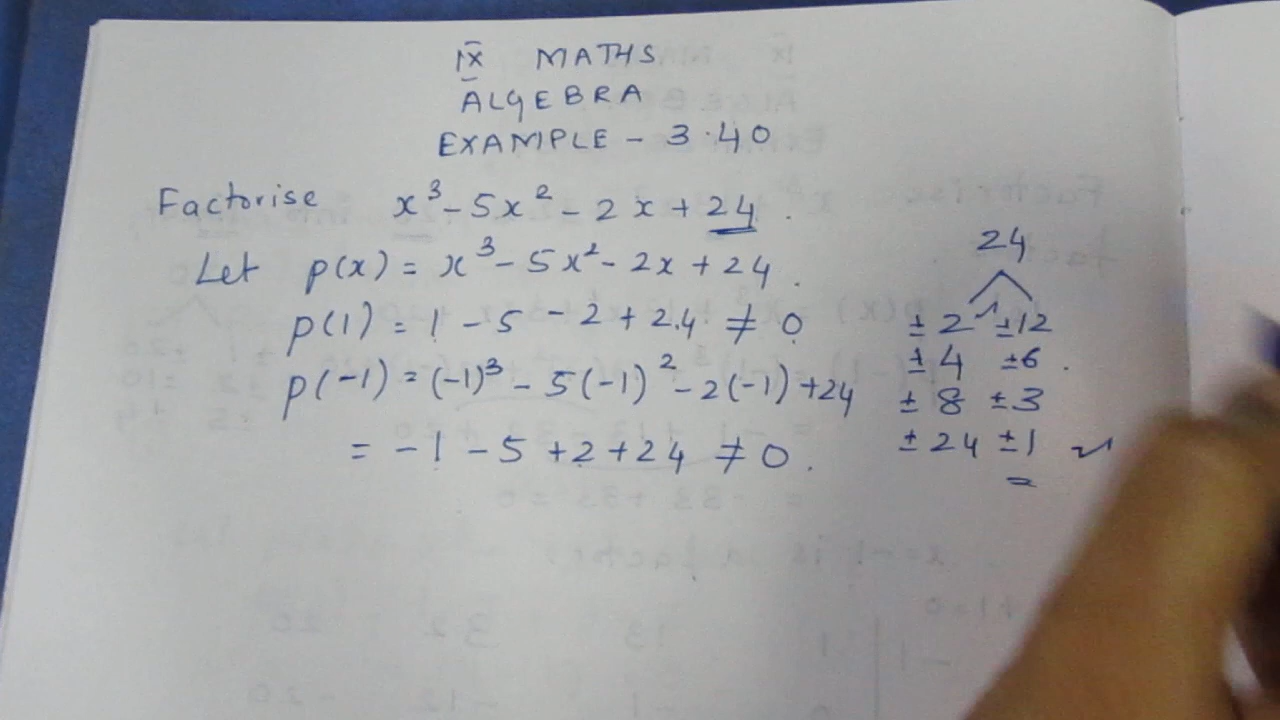 IX MATHS
ALGEBRA
EXAMPLE - 3.40
Factorise x³ - 5x² - 2x + 24.
Let p(x) = x³ - 5x² - 2x + 24.
p(1) = 1 - 5 - 2 + 24 ≠ 0
p(-1) = (-1)³ - 5(-1)² - 2(-1) + 24
= -1 - 5 + 2 + 24 ≠ 0.
24
±2 ±12
±4 ±6.
±8 ±3
±24 ±1